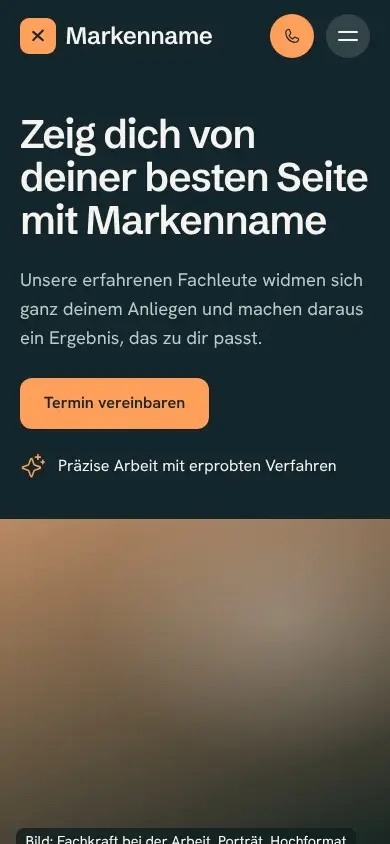 Markenname
Zeig dich von
deiner besten Seite
mit Markenname
Unsere erfahrenen Fachleute widmen sich
ganz deinem Anliegen und machen daraus
ein Ergebnis, das zu dir passt.
Termin vereinbaren
Präzise Arbeit mit erprobten Verfahren
Bild: Fachkraft bei der Arbeit, Porträt, Hochformat